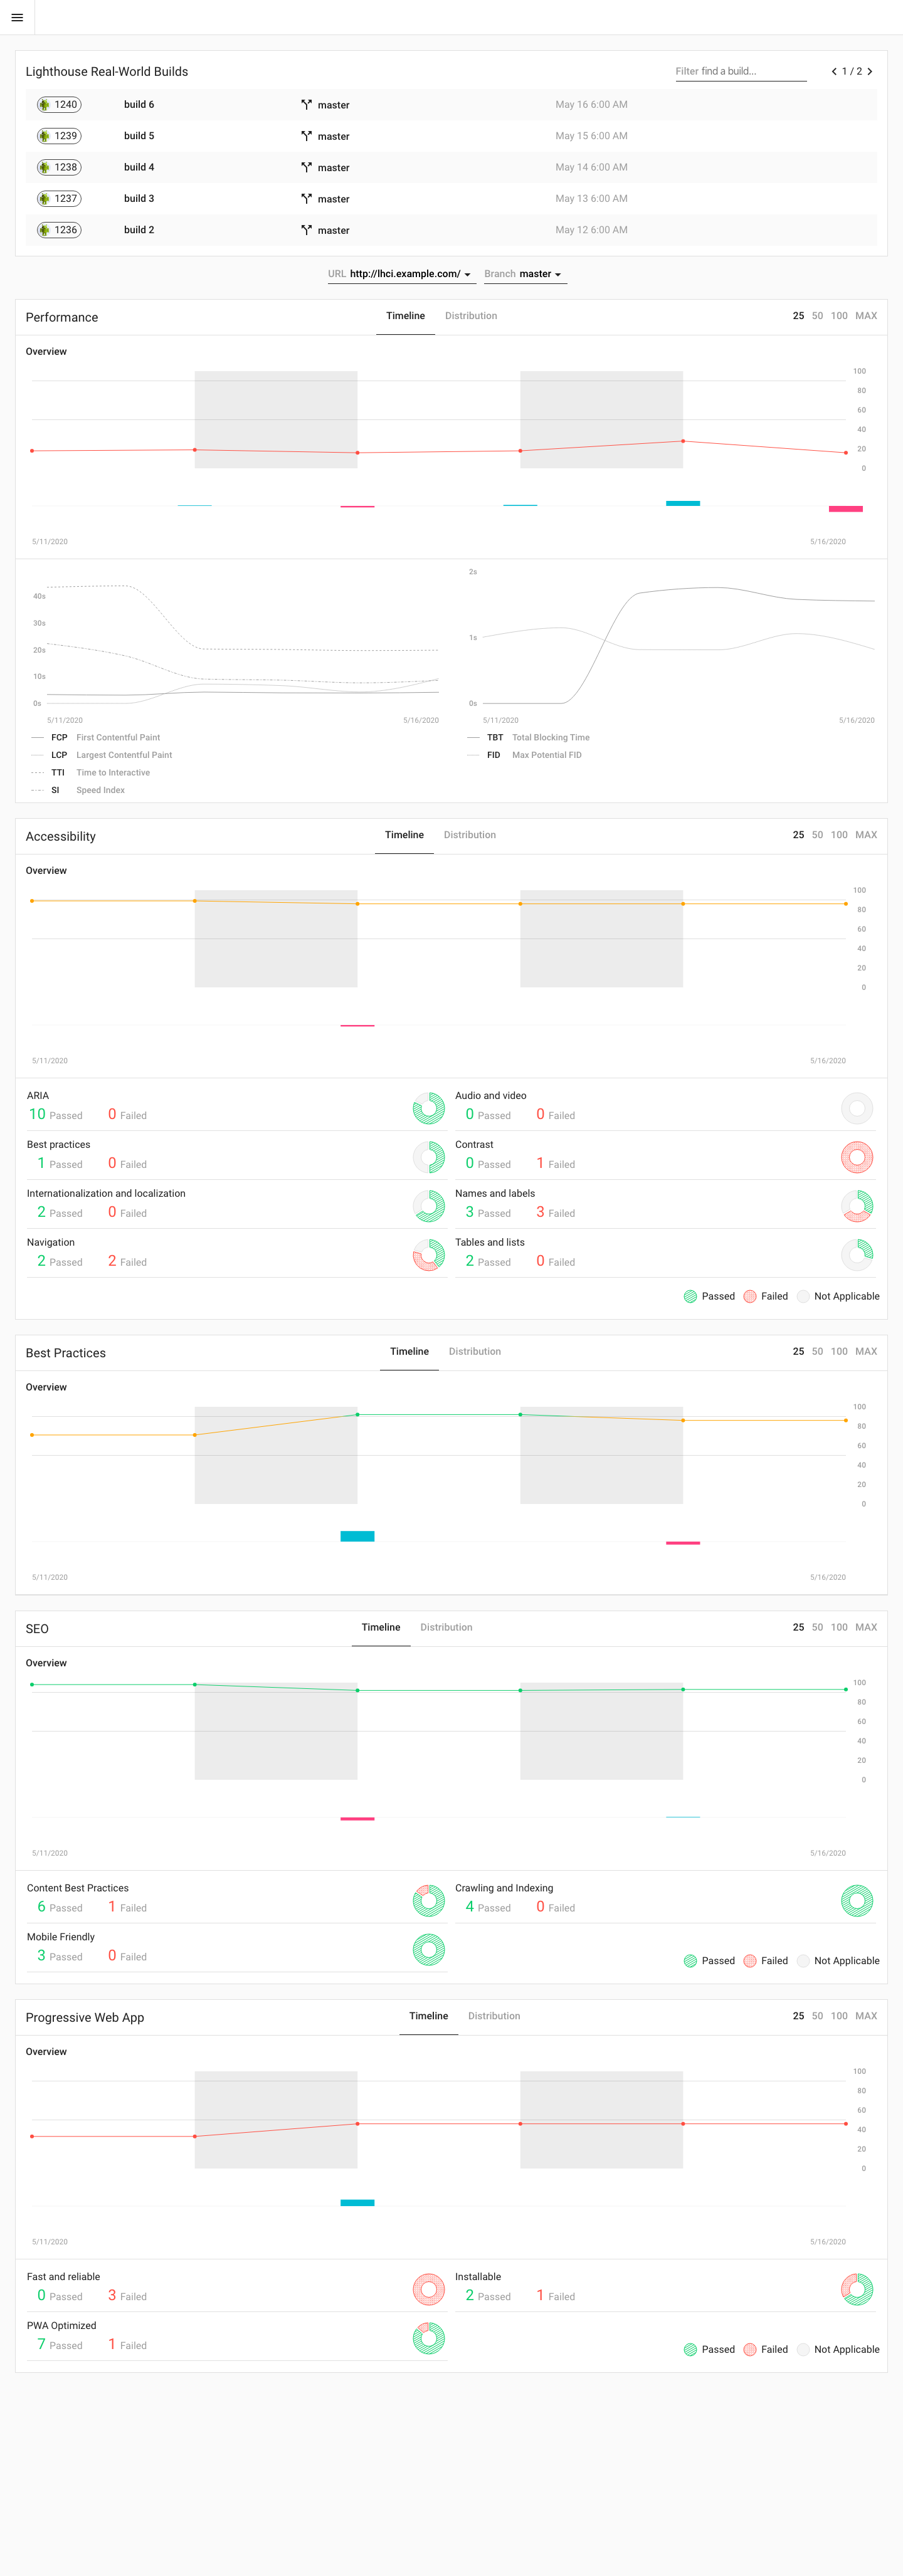 Lighthouse Real-World Builds Filter find a build... 1 / 2
1240 build 6 master May 16 6:00 AM
1239 build 5 master May 15 6:00 AM
1238 build 4 master May 14 6:00 AM
1237 build 3 master May 13 6:00 AM
1236 build 2 master May 12 6:00 AM
URL http://lhci.example.com/ Branch master
Performance Timeline Distribution 25 50 100 MAX
Overview
100
80
60
40
20
0
5/11/2020 5/16/2020
40s
30s
20s
10s
0s
5/11/2020 5/16/2020
FCP First Contentful Paint
LCP Largest Contentful Paint
TTI Time to Interactive
SI Speed Index
2s
1s
0s
5/11/2020 5/16/2020
TBT Total Blocking Time
FID Max Potential FID
Accessibility Timeline Distribution 25 50 100 MAX
Overview
100
80
60
40
20
0
5/11/2020 5/16/2020
ARIA Audio and video
10 Passed 0 Failed 0 Passed 0 Failed
Best practices Contrast
1 Passed 0 Failed 0 Passed 1 Failed
Internationalization and localization Names and labels
2 Passed 0 Failed 3 Passed 3 Failed
Navigation Tables and lists
2 Passed 2 Failed 2 Passed 0 Failed
Passed Failed Not Applicable
Best Practices Timeline Distribution 25 50 100 MAX
Overview
100
80
60
40
20
0
5/11/2020 5/16/2020
SEO Timeline Distribution 25 50 100 MAX
Overview
100
80
60
40
20
0
5/11/2020 5/16/2020
Content Best Practices Crawling and Indexing
6 Passed 1 Failed 4 Passed 0 Failed
Mobile Friendly
3 Passed 0 Failed
Passed Failed Not Applicable
Progressive Web App Timeline Distribution 25 50 100 MAX
Overview
100
80
60
40
20
0
5/11/2020 5/16/2020
Fast and reliable Installable
0 Passed 3 Failed 2 Passed 1 Failed
PWA Optimized
7 Passed 1 Failed
Passed Failed Not Applicable